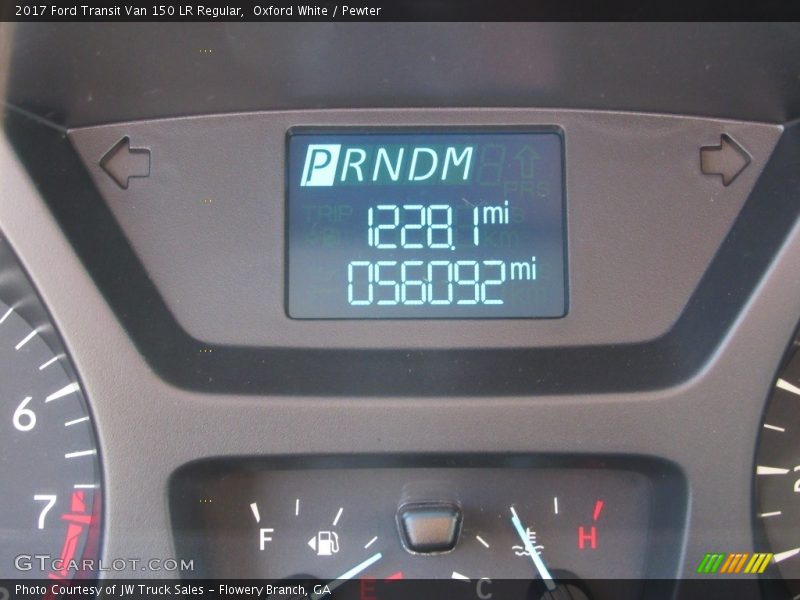 2017 Ford Transit Van 150 LR Regular, Oxford White / Pewter
PRNDM
1228.1 mi
056092 mi
6
7
F
H
E
C
2
GTCARLOT.COM
Photo Courtesy of JW Truck Sales - Flowery Branch, GA